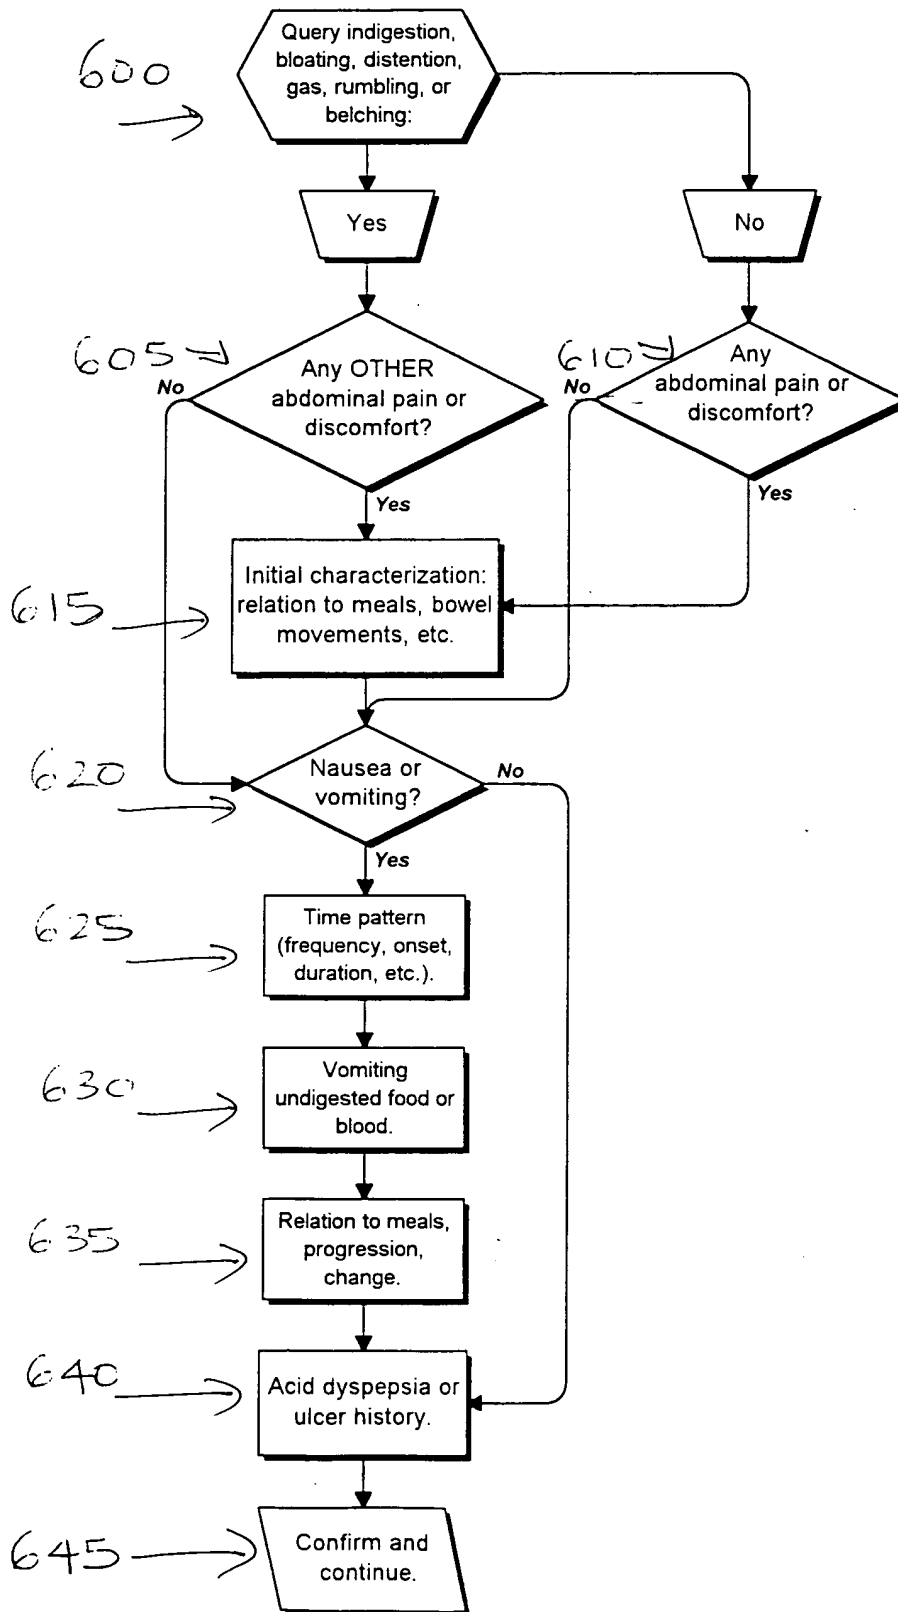 600
Query indigestion,
bloating, distention,
gas, rumbling, or
belching:
Yes
No
605
Any OTHER
abdominal pain or
discomfort?
No
Yes
610
Any
abdominal pain or
discomfort?
No
Yes
615
Initial characterization:
relation to meals, bowel
movements, etc.
620
Nausea or
vomiting?
No
Yes
625
Time pattern
(frequency, onset,
duration, etc.).
630
Vomiting
undigested food or
blood.
635
Relation to meals,
progression,
change.
640
Acid dyspepsia or
ulcer history.
645
Confirm and
continue.